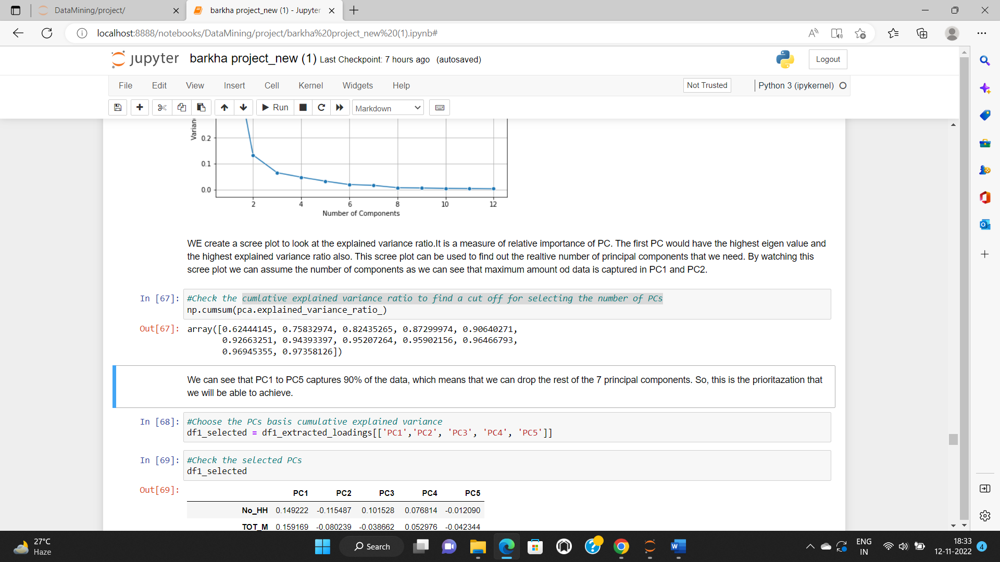 DataMining/project/
barkha project_new (1) - Jupyter
localhost:8888/notebooks/DataMining/project/barkha%20project_new%20(1).ipynb#
jupyter barkha project_new (1) Last Checkpoint: 7 hours ago (autosaved)
Logout
File Edit View Insert Cell Kernel Widgets Help
Not Trusted
Python 3 (ipykernel)
Run
Markdown
Varian
0.2
0.1
0.0
2 4 6 8 10 12
Number of Components
WE create a scree plot to look at the explained variance ratio.It is a measure of relative importance of PC. The first PC would have the highest eigen value and
the highest explained variance ratio also. This scree plot can be used to find out the realtive number of principal components that we need. By watching this
scree plot we can assume the number of components as we can see that maximum amount od data is captured in PC1 and PC2.
In [67]: #Check the cumlative explained variance ratio to find a cut off for selecting the number of PCs
np.cumsum(pca.explained_variance_ratio_)
Out[67]: array([0.62444145, 0.75832974, 0.82435265, 0.87299974, 0.90640271,
0.92663251, 0.94393397, 0.95207264, 0.95902156, 0.96466793,
0.96945355, 0.97358126])
We can see that PC1 to PC5 captures 90% of the data, which means that we can drop the rest of the 7 principal components. So, this is the prioritazation that
we will be able to achieve.
In [68]: #Choose the PCs basis cumulative explained variance
df1_selected = df1_extracted_loadings[['PC1','PC2', 'PC3', 'PC4', 'PC5']]
In [69]: #Check the selected PCs
df1_selected
Out[69]:
PC1 PC2 PC3 PC4 PC5
No_HH 0.149222 -0.115487 0.101528 0.076814 -0.012090
TOT_M 0.159169 -0.080239 -0.038662 0.052976 -0.042344
27°C
Haze
Search
ENG
IN
18:33
12-11-2022
4